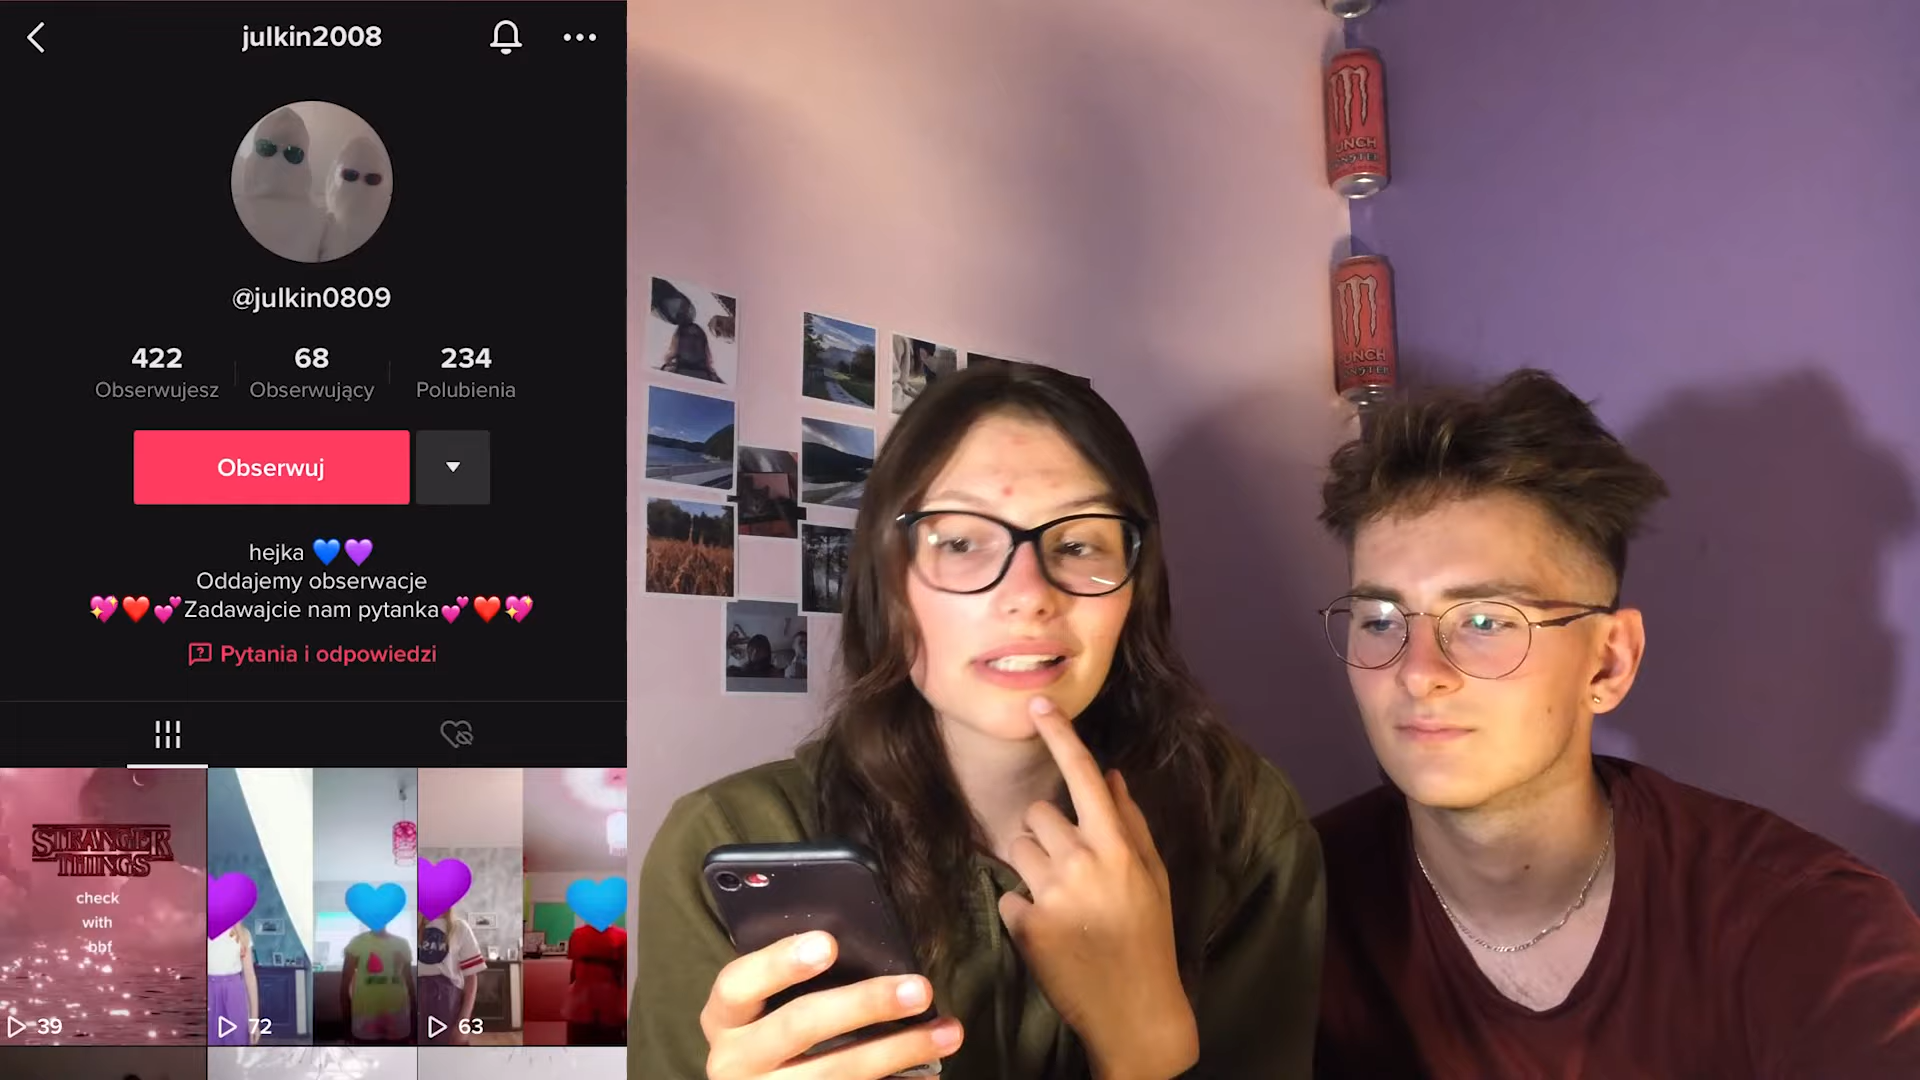 julkin2008
@julkin0809
422 68 234
Obserwujesz Obserwujący Polubienia
Obserwuj
hejka 💙💜
Oddajemy obserwacje
💖❤️💕Zadawajcie nam pytanka💕❤️💖
Pytania i odpowiedzi
STRANGER
THINGS
check
with
bbf
39 72 63